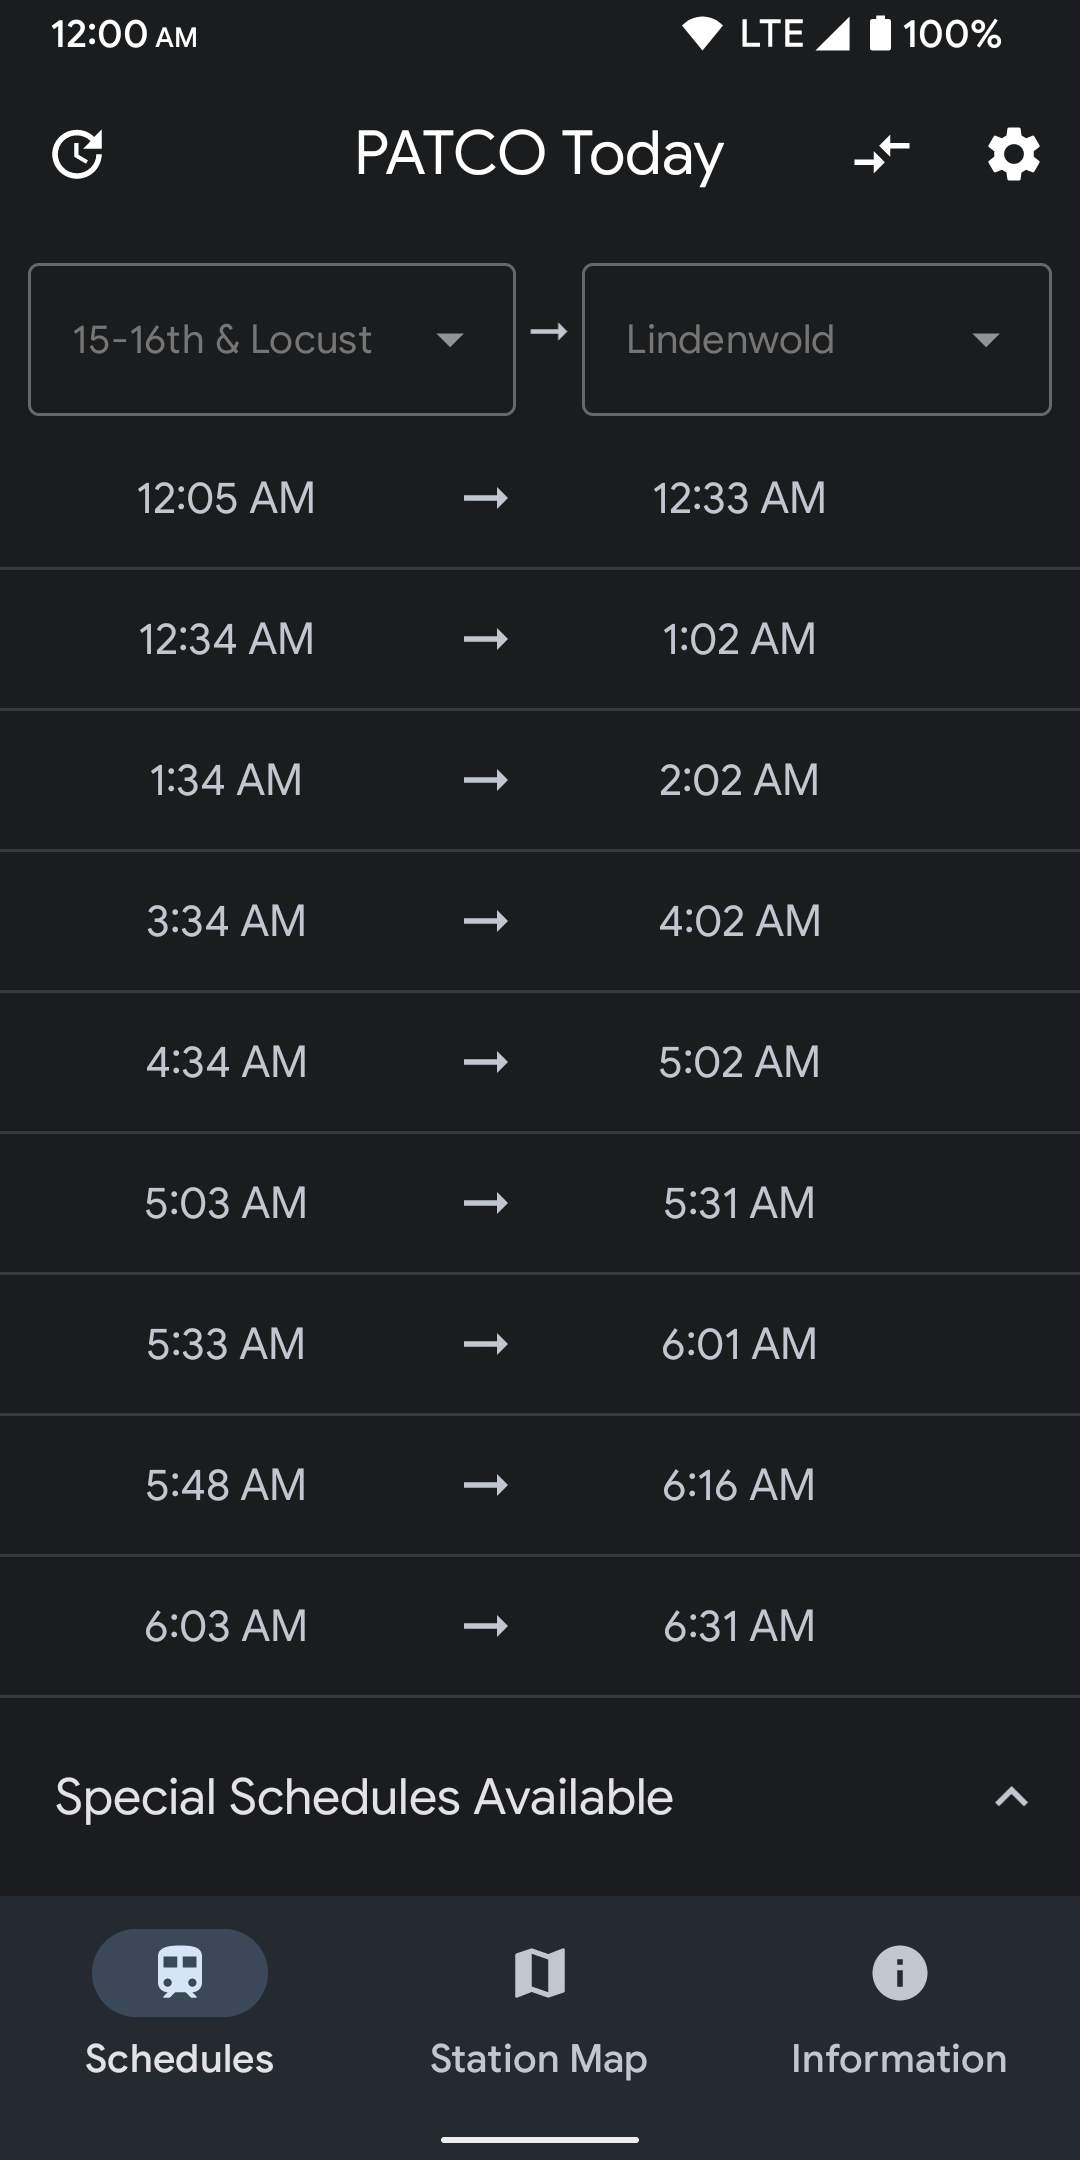 12:00 AM LTE 100%
PATCO Today
15-16th & Locust → Lindenwold
12:05 AM → 12:33 AM
12:34 AM → 1:02 AM
1:34 AM → 2:02 AM
3:34 AM → 4:02 AM
4:34 AM → 5:02 AM
5:03 AM → 5:31 AM
5:33 AM → 6:01 AM
5:48 AM → 6:16 AM
6:03 AM → 6:31 AM
Special Schedules Available
Schedules Station Map Information